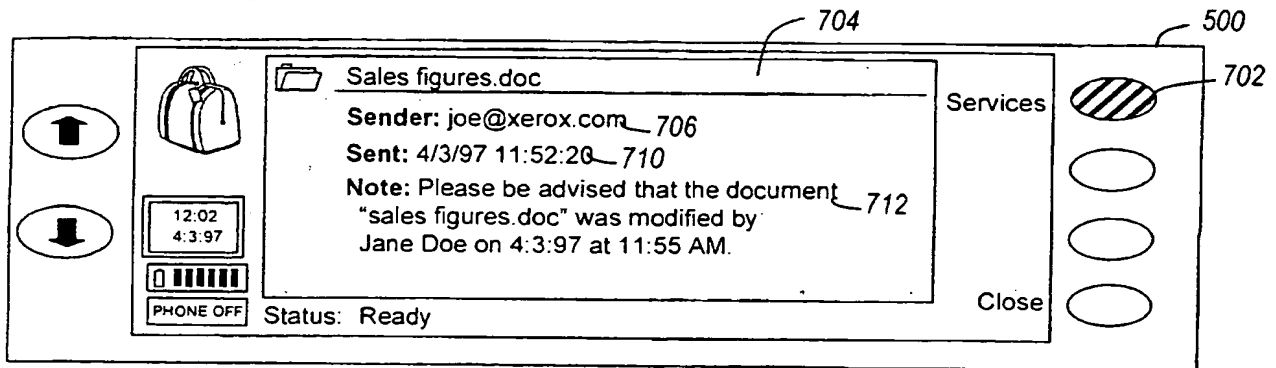 704
500
702
Sales figures.doc
Services
Sender: joe@xerox.com 706
Sent: 4/3/97 11:52:20 710
Note: Please be advised that the document 712
"sales figures.doc" was modified by
Jane Doe on 4:3:97 at 11:55 AM.
12:02
4:3:97
PHONE OFF
Status: Ready
Close